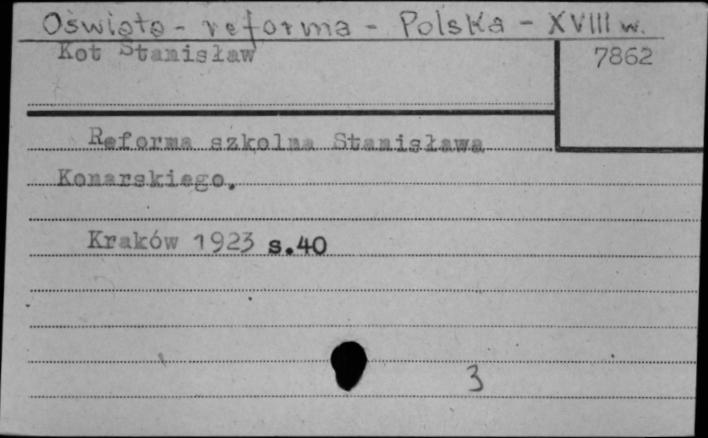 Oświata - reforma - Polska - XVIII w.
Kot Stanisław
7862
Reforma szkolna Stanisława
Konarskiego.
Kraków 1923 s.40
3